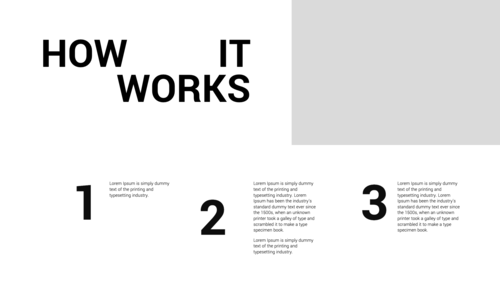 HOW IT
WORKS
1
Lorem Ipsum is simply dummy
text of the printing and
typesetting industry.
2
Lorem Ipsum is simply dummy
text of the printing and
typesetting industry. Lorem
Ipsum has been the industry's
standard dummy text ever since
the 1500s, when an unknown
printer took a galley of type and
scrambled it to make a type
specimen book.
Lorem Ipsum is simply dummy
text of the printing and
typesetting industry.
3
Lorem Ipsum is simply dummy
text of the printing and
typesetting industry. Lorem
Ipsum has been the industry's
standard dummy text ever since
the 1500s, when an unknown
printer took a galley of type and
scrambled it to make a type
specimen book.